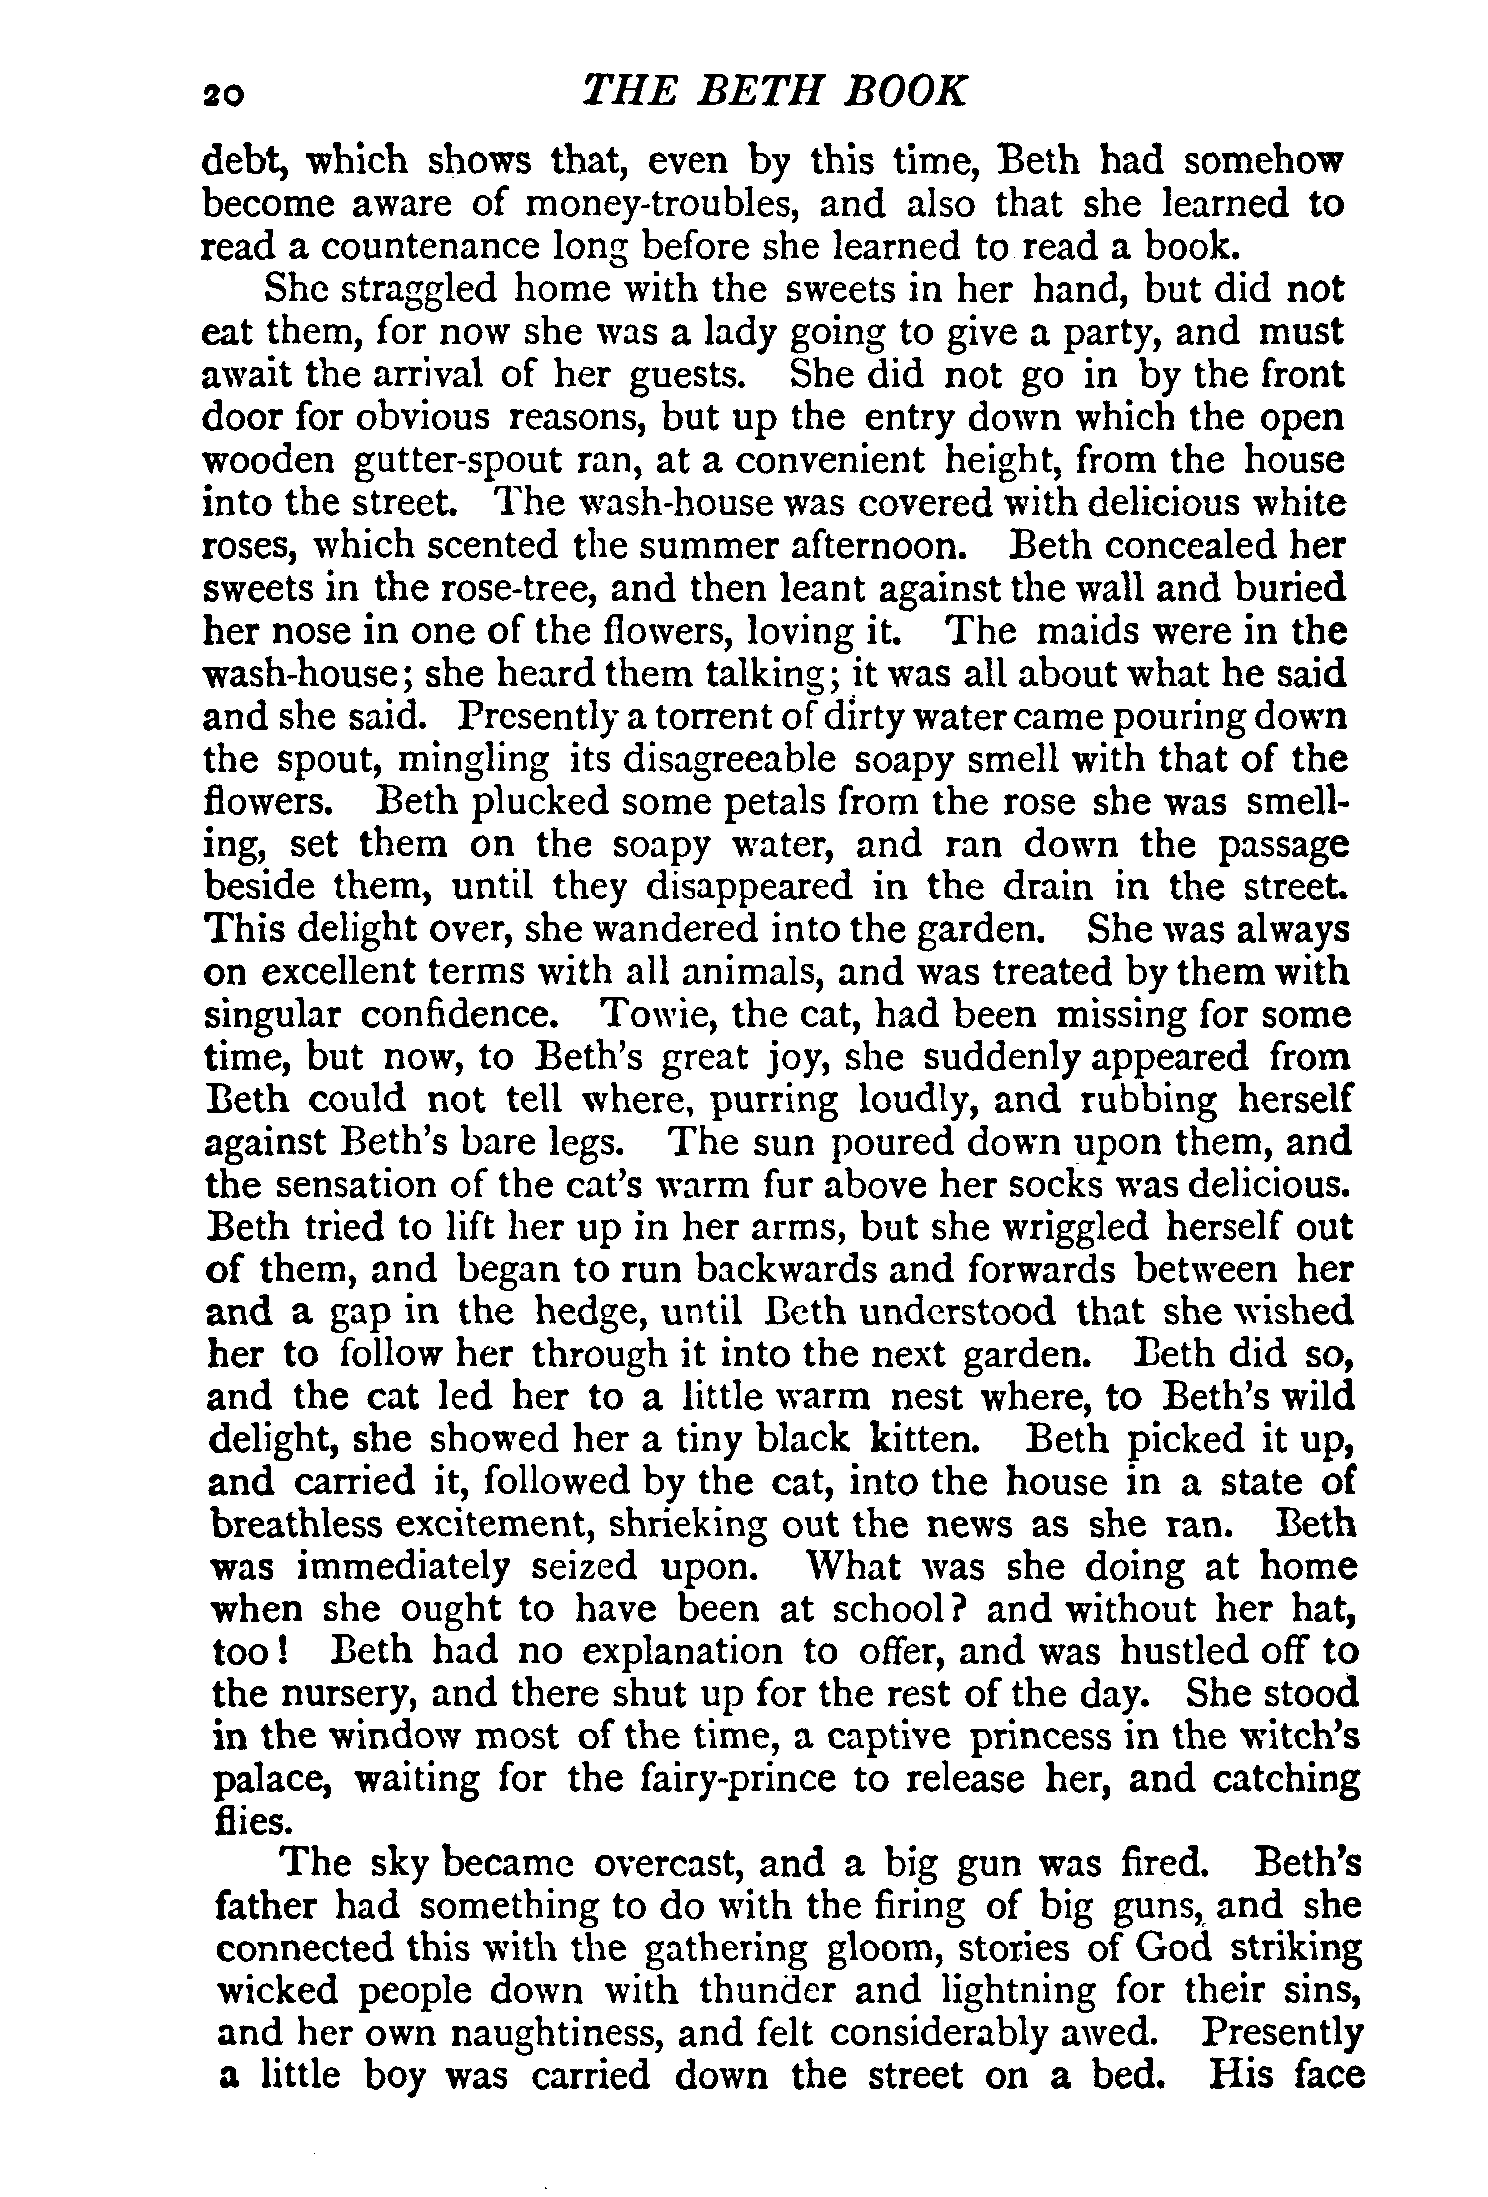 20 THE BETH BOOK
debt, which shows that, even by this time, Beth had somehow
become aware of money-troubles, and also that she learned to
read a countenance long before she learned to read a book.
She straggled home with the sweets in her hand, but did not
eat them, for now she was a lady going to give a party, and must
await the arrival of her guests. She did not go in by the front
door for obvious reasons, but up the entry down which the open
wooden gutter-spout ran, at a convenient height, from the house
into the street. The wash-house was covered with delicious white
roses, which scented the summer afternoon. Beth concealed her
sweets in the rose-tree, and then leant against the wall and buried
her nose in one of the flowers, loving it. The maids were in the
wash-house; she heard them talking; it was all about what he said
and she said. Presently a torrent of dirty water came pouring down
the spout, mingling its disagreeable soapy smell with that of the
flowers. Beth plucked some petals from the rose she was smell-
ing, set them on the soapy water, and ran down the passage
beside them, until they disappeared in the drain in the street.
This delight over, she wandered into the garden. She was always
on excellent terms with all animals, and was treated by them with
singular confidence. Towie, the cat, had been missing for some
time, but now, to Beth's great joy, she suddenly appeared from
Beth could not tell where, purring loudly, and rubbing herself
against Beth's bare legs. The sun poured down upon them, and
the sensation of the cat's warm fur above her socks was delicious.
Beth tried to lift her up in her arms, but she wriggled herself out
of them, and began to run backwards and forwards between her
and a gap in the hedge, until Beth understood that she wished
her to follow her through it into the next garden. Beth did so,
and the cat led her to a little warm nest where, to Beth's wild
delight, she showed her a tiny black kitten. Beth picked it up,
and carried it, followed by the cat, into the house in a state of
breathless excitement, shrieking out the news as she ran. Beth
was immediately seized upon. What was she doing at home
when she ought to have been at school? and without her hat,
too! Beth had no explanation to offer, and was hustled off to
the nursery, and there shut up for the rest of the day. She stood
in the window most of the time, a captive princess in the witch's
palace, waiting for the fairy-prince to release her, and catching
flies.
The sky became overcast, and a big gun was fired. Beth's
father had something to do with the firing of big guns, and she
connected this with the gathering gloom, stories of God striking
wicked people down with thunder and lightning for their sins,
and her own naughtiness, and felt considerably awed. Presently
a little boy was carried down the street on a bed. His face